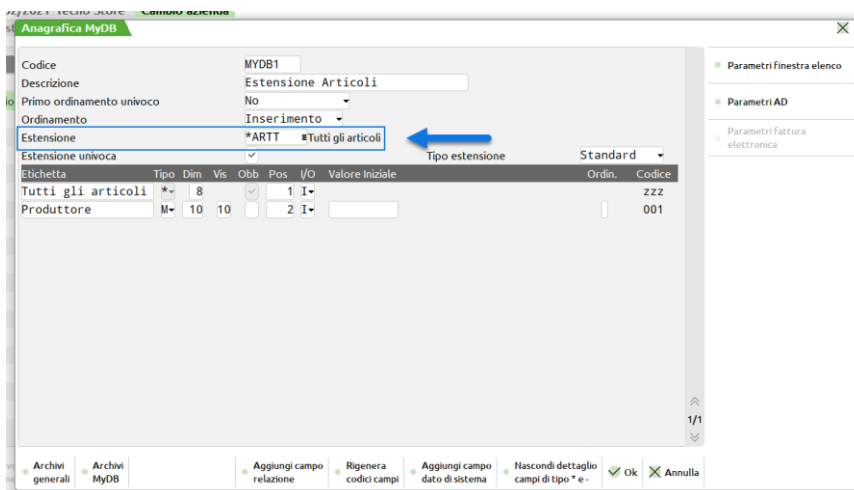 02/2021 Tecno Store Cambio azienda
Anagrafica MyDB
Codice MYDB1
Descrizione Estensione Articoli
Primo ordinamento univoco No
Ordinamento Inserimento
Estensione *ARTT Tutti gli articoli
Estensione univoca Tipo estensione Standard
Etichetta Tipo Dim Vis Obb Pos I/O Valore Iniziale Ordin. Codice
Tutti gli articoli * 8 1 I zzz
Produttore M 10 10 2 I 001
Parametri finestra elenco
Parametri AD
Parametri fattura
elettronica
1/1
Archivi generali
Archivi MyDB
Aggiungi campo relazione
Rigenera codici campi
Aggiungi campo dato di sistema
Nascondi dettaglio campi di tipo * e -
Ok
Annulla